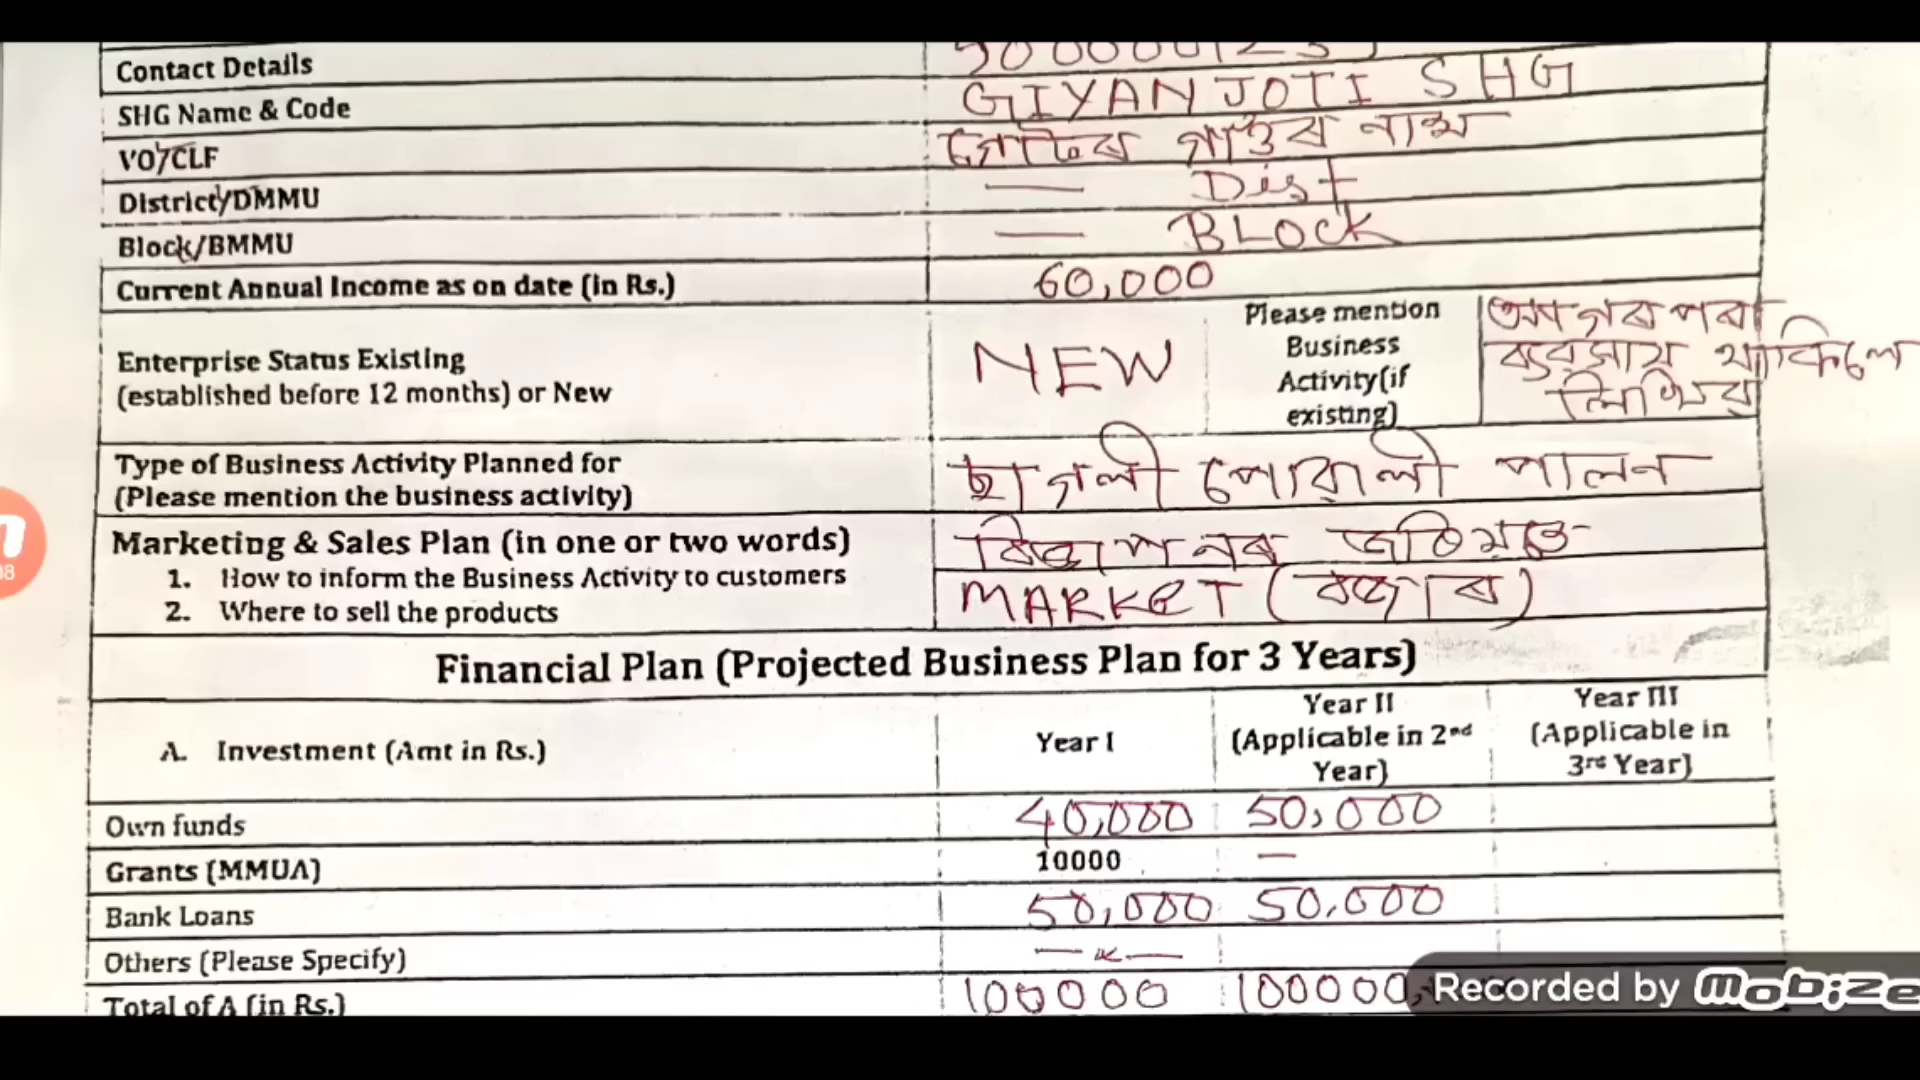 Contact Details
SHG Name & Code GIYAN JOTI SHG
VO/CLF গোটৰ গাঁৱৰ নাম
District/DMMU — Dist
Block/BMMU — BLOCK
Current Annual Income as on date (in Rs.) 60,000
Enterprise Status Existing
(established before 12 months) or New
NEW
Please mention
Business
Activity(if
existing)
আগৰ পৰা
ব্যৱসায় থাকিলে
লিখিব
Type of Business Activity Planned for
(Please mention the business activity)
ছাগলী পোৱালী পালন
Marketing & Sales Plan (in one or two words)
1. How to inform the Business Activity to customers
2. Where to sell the products
বিজ্ঞাপনৰ জৰিয়তে
MARKET (বজাৰ)
Financial Plan (Projected Business Plan for 3 Years)
A. Investment (Amt in Rs.)
Year I
Year II
(Applicable in 2nd
Year)
Year III
(Applicable in
3rd Year)
Own funds 40,000 50,000
Grants (MMUA) 10000 —
Bank Loans 50,000 50,000
Others (Please Specify) —x—
Total of A (in Rs.) 100000 100000
Recorded by Mobize
08